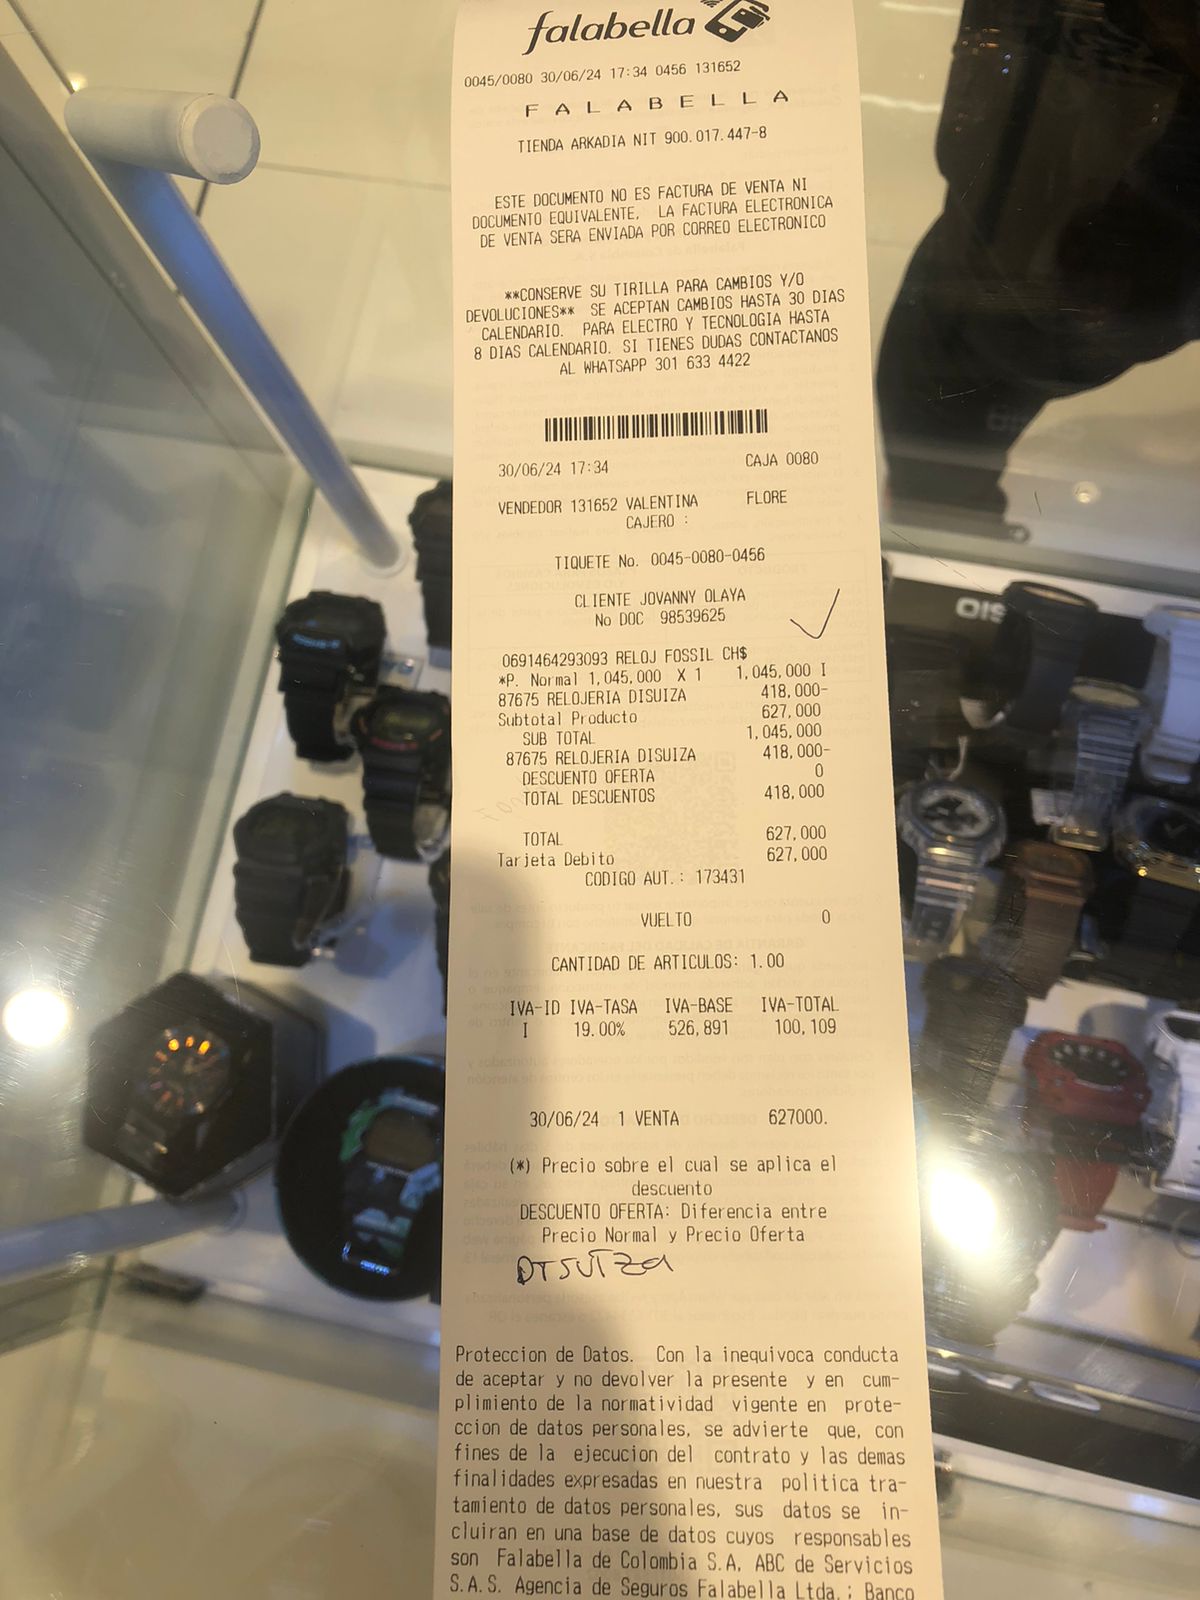 falabella
0045/0080 30/06/24 17:34 0456 131652
F A L A B E L L A
TIENDA ARKADIA NIT 900.017.447-8
ESTE DOCUMENTO NO ES FACTURA DE VENTA NI
DOCUMENTO EQUIVALENTE, LA FACTURA ELECTRONICA
DE VENTA SERA ENVIADA POR CORREO ELECTRONICO
**CONSERVE SU TIRILLA PARA CAMBIOS Y/O
DEVOLUCIONES** SE ACEPTAN CAMBIOS HASTA 30 DIAS
CALENDARIO. PARA ELECTRO Y TECNOLOGIA HASTA
8 DIAS CALENDARIO. SI TIENES DUDAS CONTACTANOS
AL WHATSAPP 301 633 4422
30/06/24 17:34 CAJA 0080
VENDEDOR 131652 VALENTINA FLORE
CAJERO :
TIQUETE No. 0045-0080-0456
CLIENTE JOVANNY OLAYA
No DOC 98539625
0691464293093 RELOJ FOSSIL CH$
*P. Normal 1,045,000 X 1 1,045,000 I
87675 RELOJERIA DISUIZA 418,000-
Subtotal Producto 627,000
SUB TOTAL 1,045,000
87675 RELOJERIA DISUIZA 418,000-
DESCUENTO OFERTA 0
TOTAL DESCUENTOS 418,000
TOTAL 627,000
Tarjeta Debito 627,000
CODIGO AUT.: 173431
VUELTO 0
CANTIDAD DE ARTICULOS: 1.00
IVA-ID IVA-TASA IVA-BASE IVA-TOTAL
I 19.00% 526,891 100,109
30/06/24 1 VENTA 627000.
(*) Precio sobre el cual se aplica el
descuento
DESCUENTO OFERTA: Diferencia entre
Precio Normal y Precio Oferta
DISUIZA
Proteccion de Datos. Con la inequivoca conducta
de aceptar y no devolver la presente y en cum-
plimiento de la normatividad vigente en prote-
ccion de datos personales, se advierte que, con
fines de la ejecucion del contrato y las demas
finalidades expresadas en nuestra politica tra-
tamiento de datos personales, sus datos se in-
cluiran en una base de datos cuyos responsables
son Falabella de Colombia S.A, ABC de Servicios
S.A.S. Agencia de Seguros Falabella Ltda.; Banco